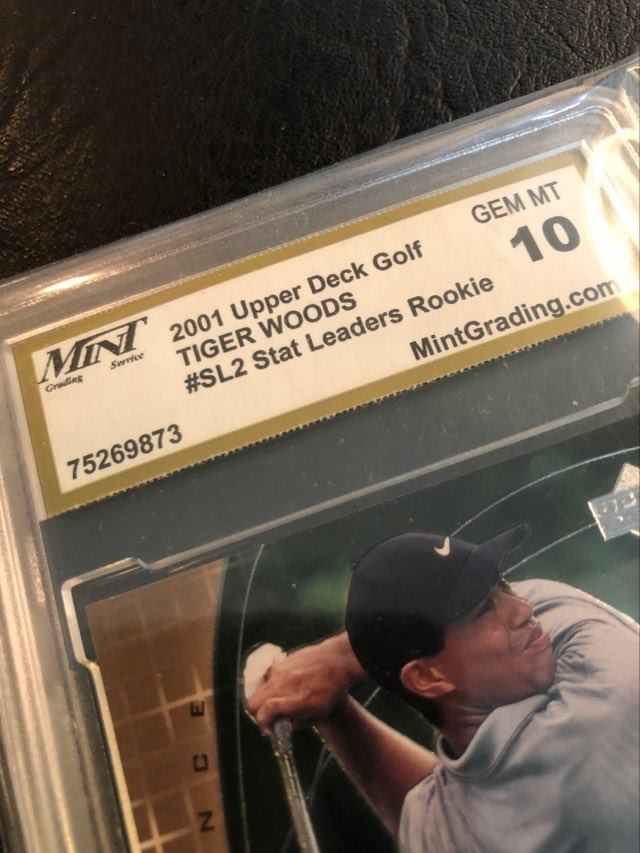 MINT
Grading Service
2001 Upper Deck Golf
TIGER WOODS
#SL2 Stat Leaders Rookie
GEM MT
10
MintGrading.com
75269873
N C E